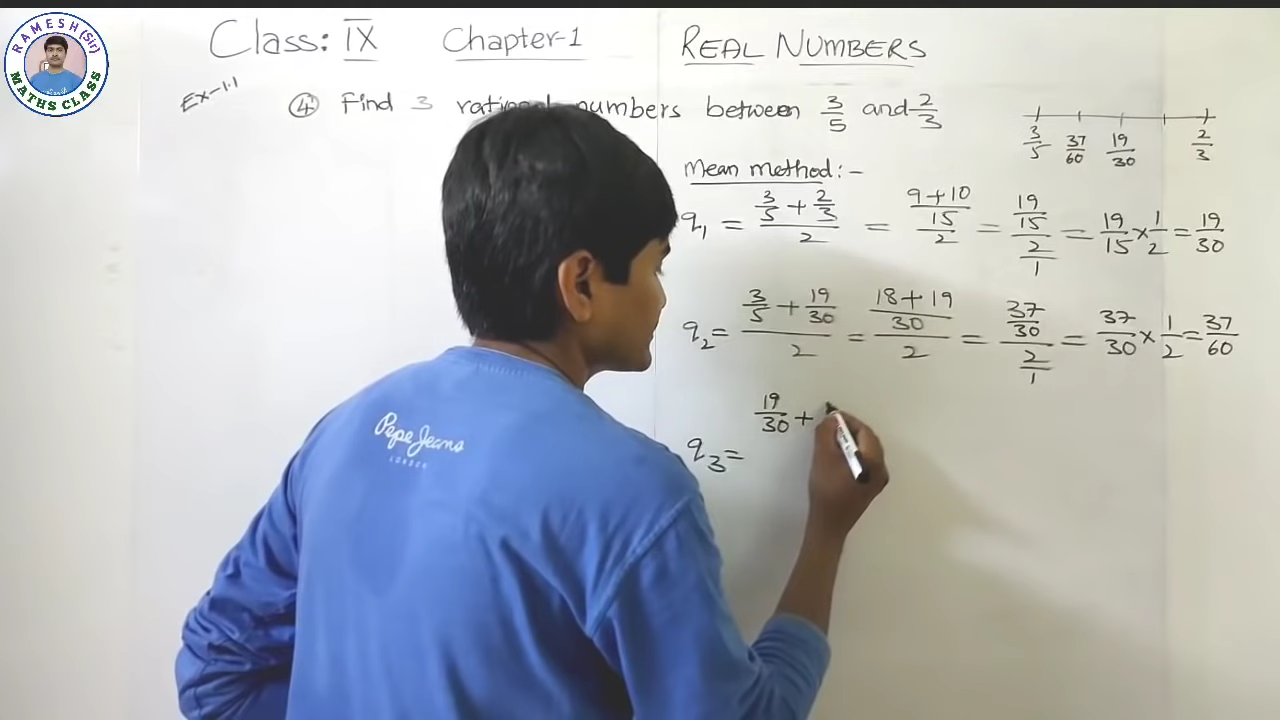 RAMESH (Sir)
MATHS CLASS
Class: IX Chapter-1 REAL NUMBERS
Ex-1.1
④ Find 3 rational numbers between 3/5 and 2/3
3/5 37/60 19/30 2/3
Mean method:-
q₁ = (3/5 + 2/3)/2 = ((9+10)/15)/2 = (19/15)/(2/1) = 19/15 × 1/2 = 19/30
q₂ = (3/5 + 19/30)/2 = ((18+19)/30)/2 = (37/30)/(2/1) = 37/30 × 1/2 = 37/60
q₃ = 19/30 +
Pepe Jeans
LONDON